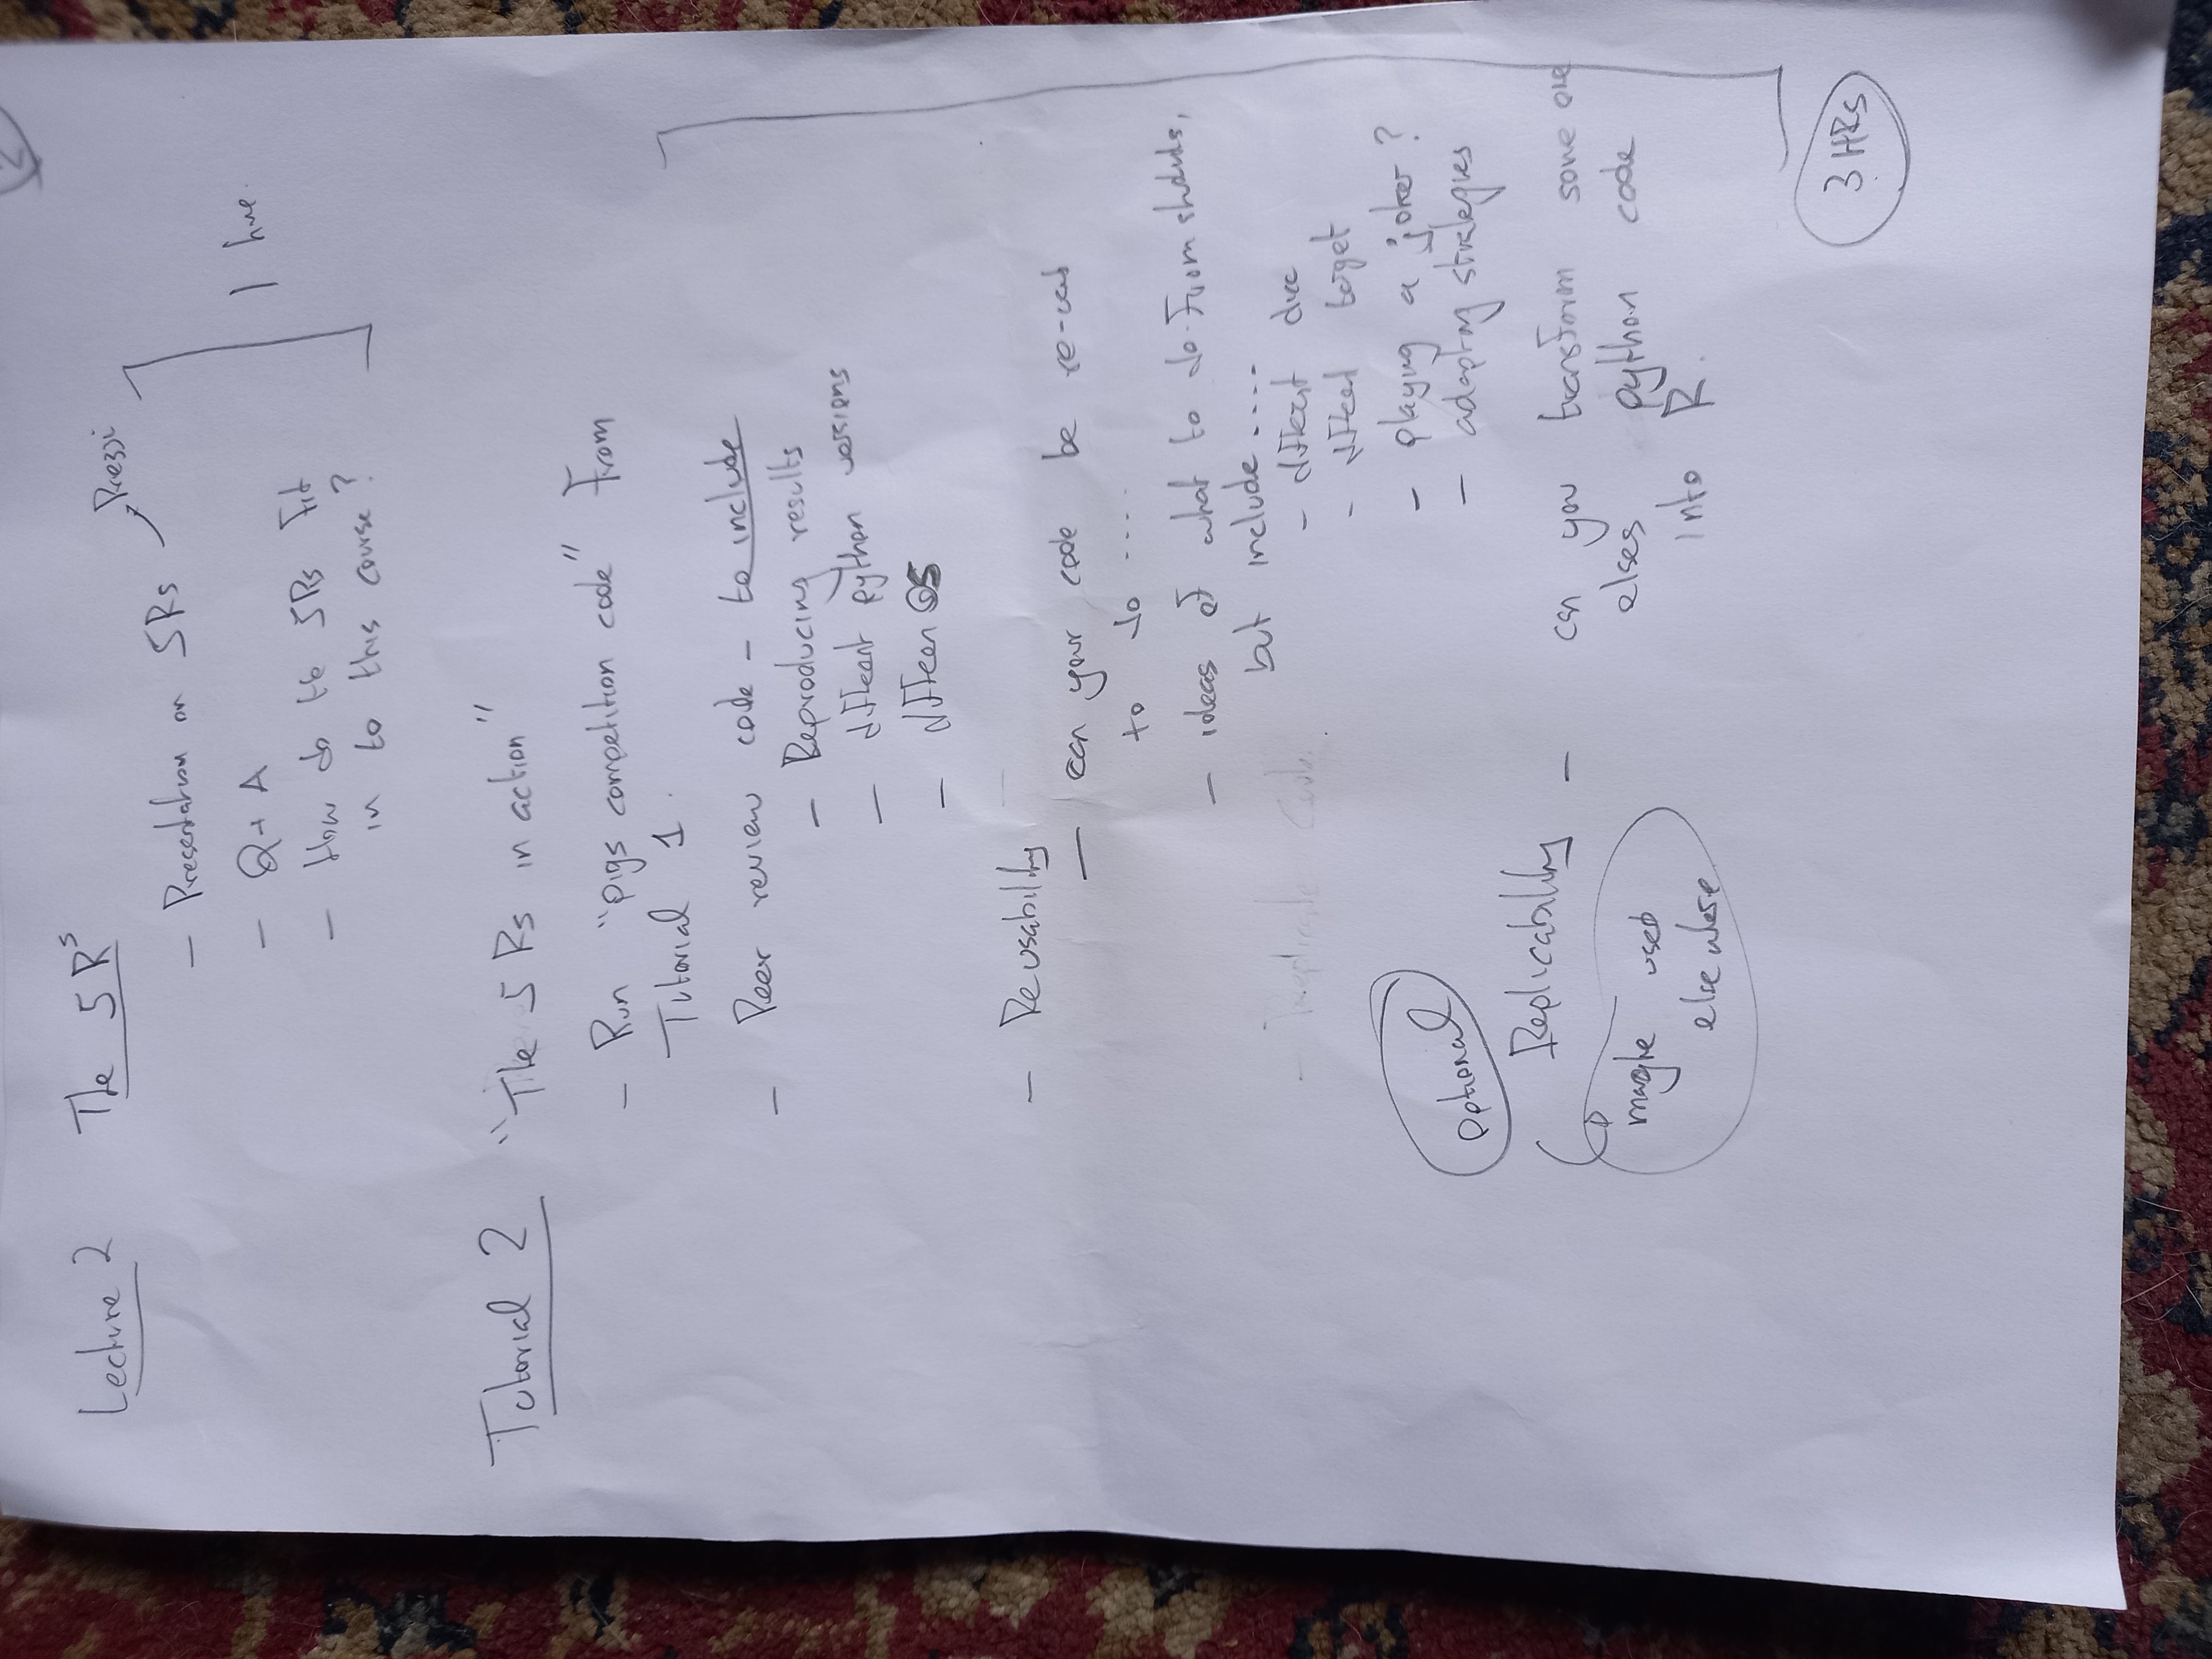 2
Lecture 2 The 5 Rs
Prezzi
- Presentation on 5Rs
- Q + A
1 hr
- How do the 5Rs Fit
in to this course?
Tutorial 2 "The 5 Rs in action"
- Run "pigs competition code" From
Tutorial 1.
- Peer review code - to include
- Reproducing results
- different python versions
- differen OS
- Reusability
- can your code be re-used
to do ....
- ideas of what to do from students,
but include ....
- Replicate Code
- different dice
- different target
- playing a joker?
- adapting strategies
optional
Replicability - can you transform some one
elses python code
into R.
maybe used
elsewhere
3 HRs